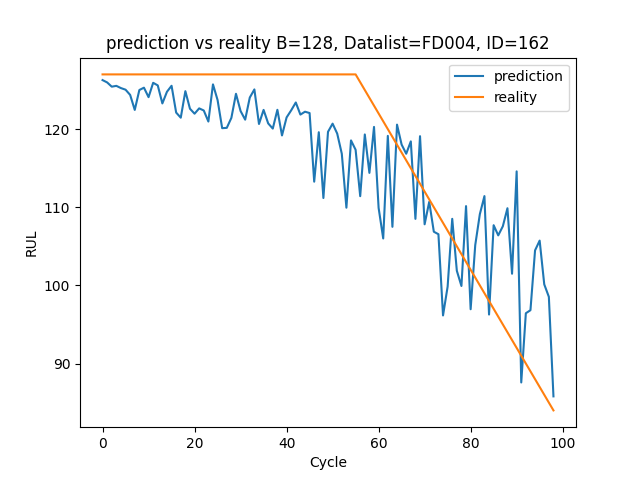 prediction vs reality B=128, Datalist=FD004, ID=162
prediction
reality
RUL
120
110
100
90
0 20 40 60 80 100
Cycle